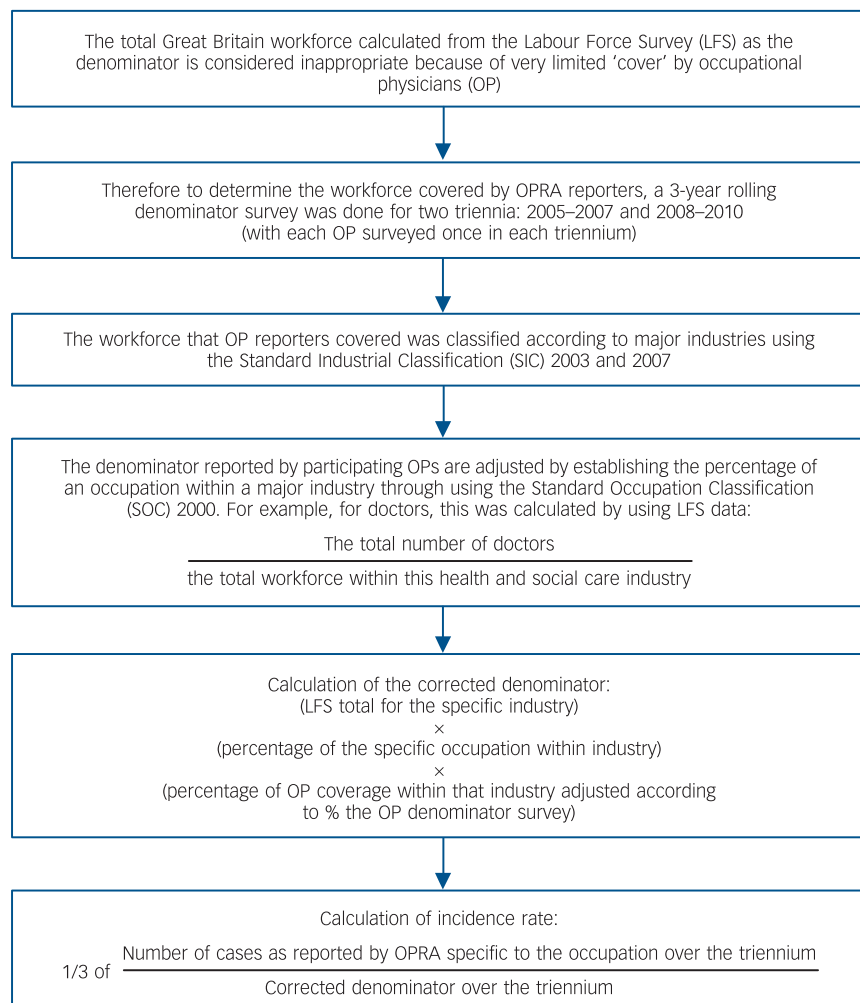 The total Great Britain workforce calculated from the Labour Force Survey (LFS) as the
denominator is considered inappropriate because of very limited ‘cover’ by occupational
physicians (OP)
Therefore to determine the workforce covered by OPRA reporters, a 3-year rolling
denominator survey was done for two triennia: 2005–2007 and 2008–2010
(with each OP surveyed once in each triennium)
The workforce that OP reporters covered was classified according to major industries using
the Standard Industrial Classification (SIC) 2003 and 2007
The denominator reported by participating OPs are adjusted by establishing the percentage of
an occupation within a major industry through using the Standard Occupation Classification
(SOC) 2000. For example, for doctors, this was calculated by using LFS data:
The total number of doctors
the total workforce within this health and social care industry
Calculation of the corrected denominator:
(LFS total for the specific industry)
×
(percentage of the specific occupation within industry)
×
(percentage of OP coverage within that industry adjusted according
to % the OP denominator survey)
Calculation of incidence rate:
1/3 of
Number of cases as reported by OPRA specific to the occupation over the triennium
Corrected denominator over the triennium